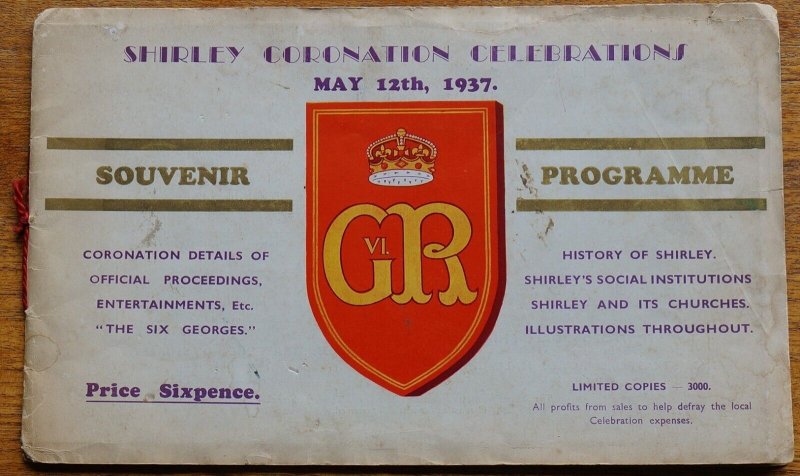 SHIRLEY CORONATION CELEBRATIONS
MAY 12th, 1937.
SOUVENIR
PROGRAMME
CORONATION DETAILS OF
OFFICIAL PROCEEDINGS,
ENTERTAINMENTS, Etc.
"THE SIX GEORGES."
Price Sixpence.
G VI. R
HISTORY OF SHIRLEY.
SHIRLEY'S SOCIAL INSTITUTIONS
SHIRLEY AND ITS CHURCHES.
ILLUSTRATIONS THROUGHOUT.
LIMITED COPIES — 3000.
All profits from sales to help defray the local
Celebration expenses.